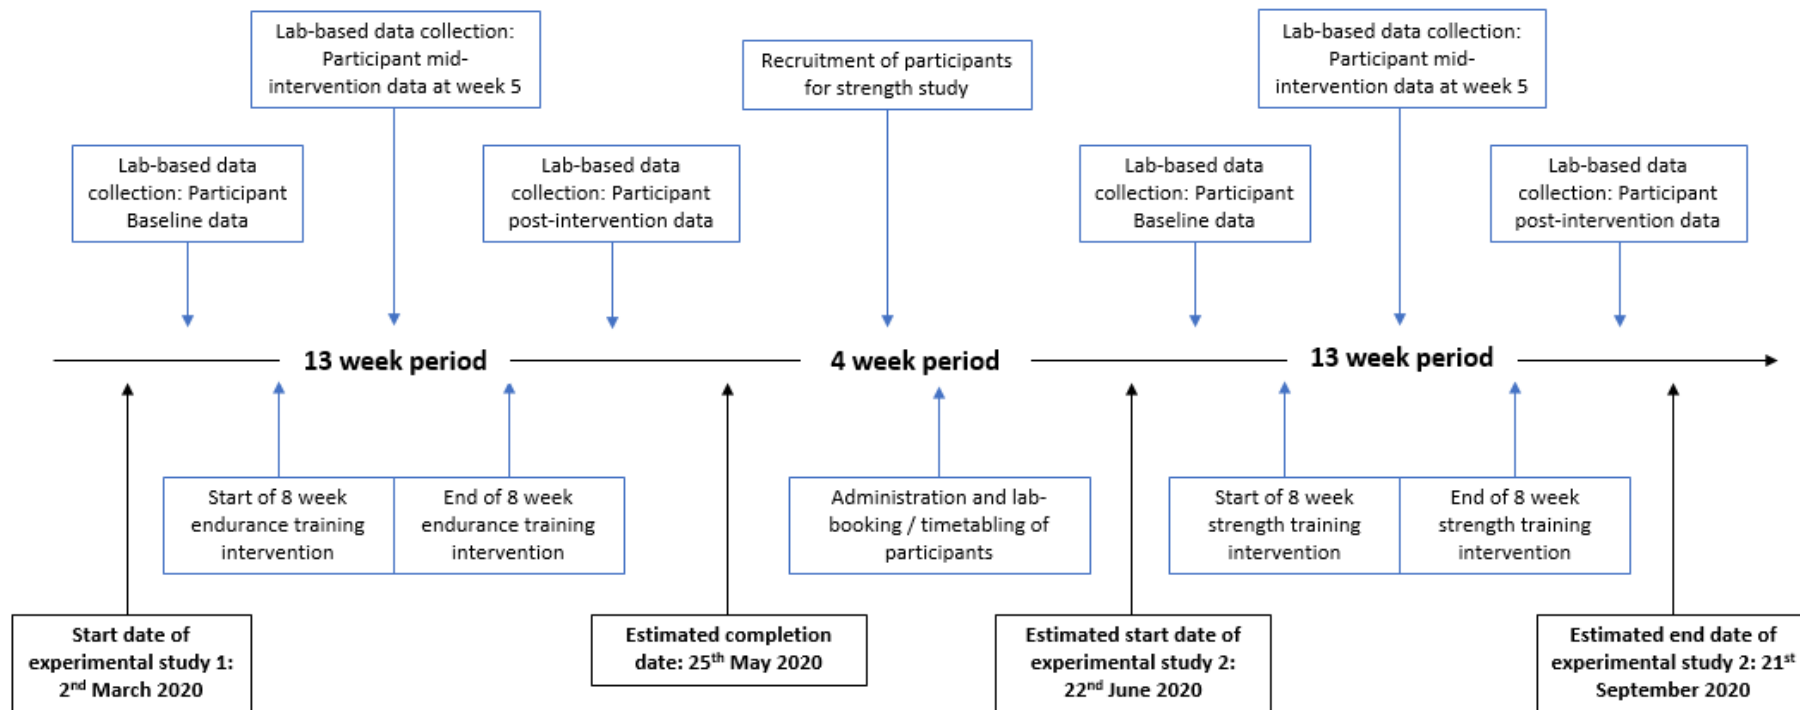 Lab-based data collection:
Participant mid-
intervention data at week 5
Recruitment of participants
for strength study
Lab-based data collection:
Participant mid-
intervention data at week 5
Lab-based data
collection: Participant
Baseline data
Lab-based data
collection: Participant
post-intervention data
Lab-based data
collection: Participant
Baseline data
Lab-based data
collection: Participant
post-intervention data
13 week period
4 week period
13 week period
Start of 8 week
endurance training
intervention
End of 8 week
endurance training
intervention
Administration and lab-
booking / timetabling of
participants
Start of 8 week
strength training
intervention
End of 8 week
strength training
intervention
Start date of
experimental study 1:
2nd March 2020
Estimated completion
date: 25th May 2020
Estimated start date of
experimental study 2:
22nd June 2020
Estimated end date of
experimental study 2: 21st
September 2020